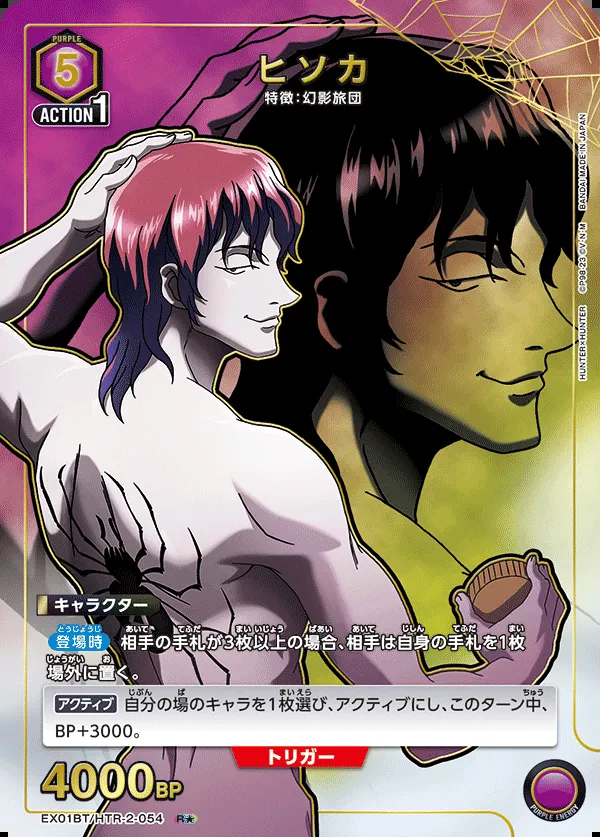 PURPLE
5
ACTION1
ヒソカ
特徴:幻影旅団
HUNTER×HUNTER ©P98-23 ©V・N・M BANDAI MADE IN JAPAN
キャラクター
登場時 相手の手札が3枚以上の場合、相手は自身の手札を1枚
場外に置く。
アクティブ 自分の場のキャラを1枚選び、アクティブにし、このターン中、
BP+3000。
トリガー
4000BP
PURPLE ENERGY
EX01BT/HTR-2-054 R★